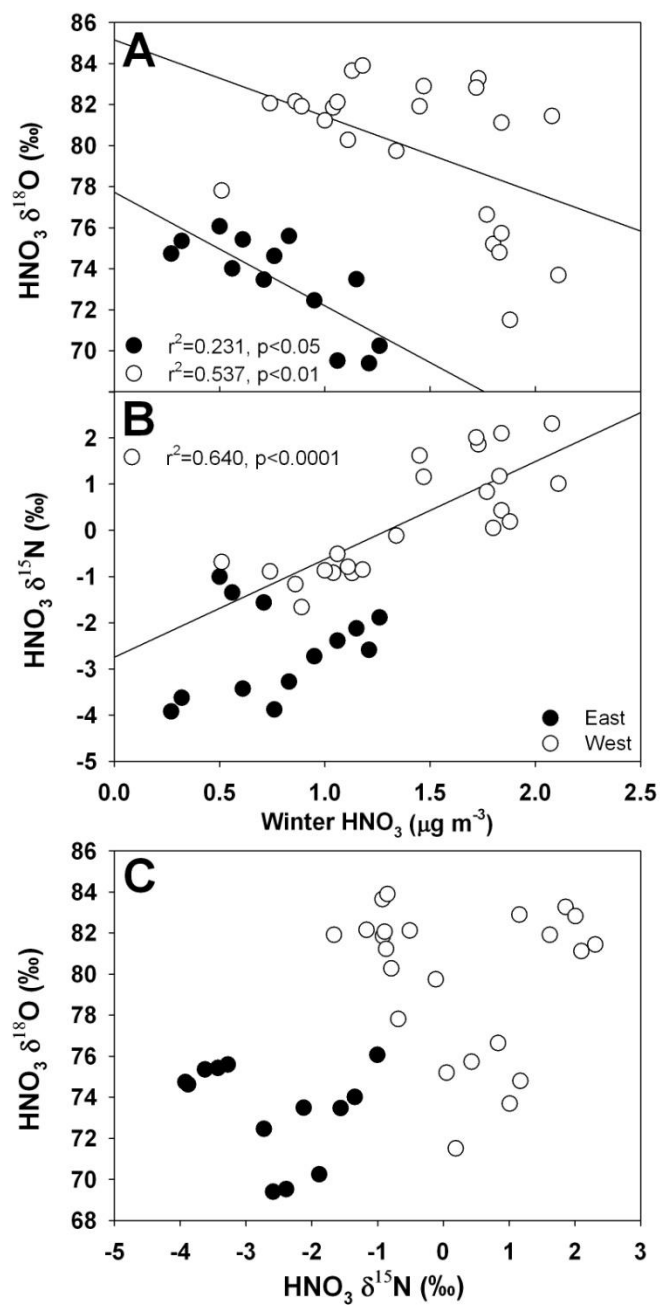 A
86
84
82
80
78
76
74
72
70
HNO₃ δ¹⁸O (‰)
r²=0.231, p<0.05
r²=0.537, p<0.01
B
2
1
0
-1
-2
-3
-4
-5
HNO₃ δ¹⁵N (‰)
r²=0.640, p<0.0001
East
West
0.0 0.5 1.0 1.5 2.0 2.5
Winter HNO₃ (μg m⁻³)
C
86
84
82
80
78
76
74
72
70
68
HNO₃ δ¹⁸O (‰)
-5 -4 -3 -2 -1 0 1 2 3
HNO₃ δ¹⁵N (‰)